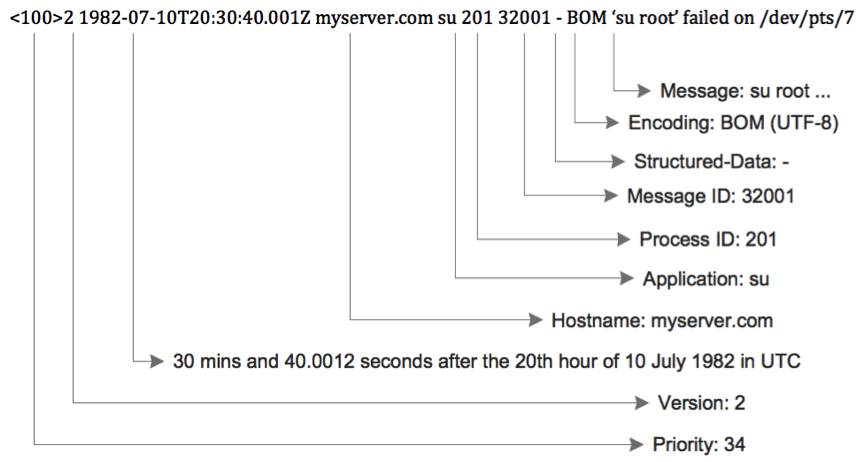 <100>2 1982-07-10T20:30:40.001Z myserver.com su 201 32001 - BOM ‘su root’ failed on /dev/pts/7
Message: su root ...
Encoding: BOM (UTF-8)
Structured-Data: -
Message ID: 32001
Process ID: 201
Application: su
Hostname: myserver.com
30 mins and 40.0012 seconds after the 20th hour of 10 July 1982 in UTC
Version: 2
Priority: 34